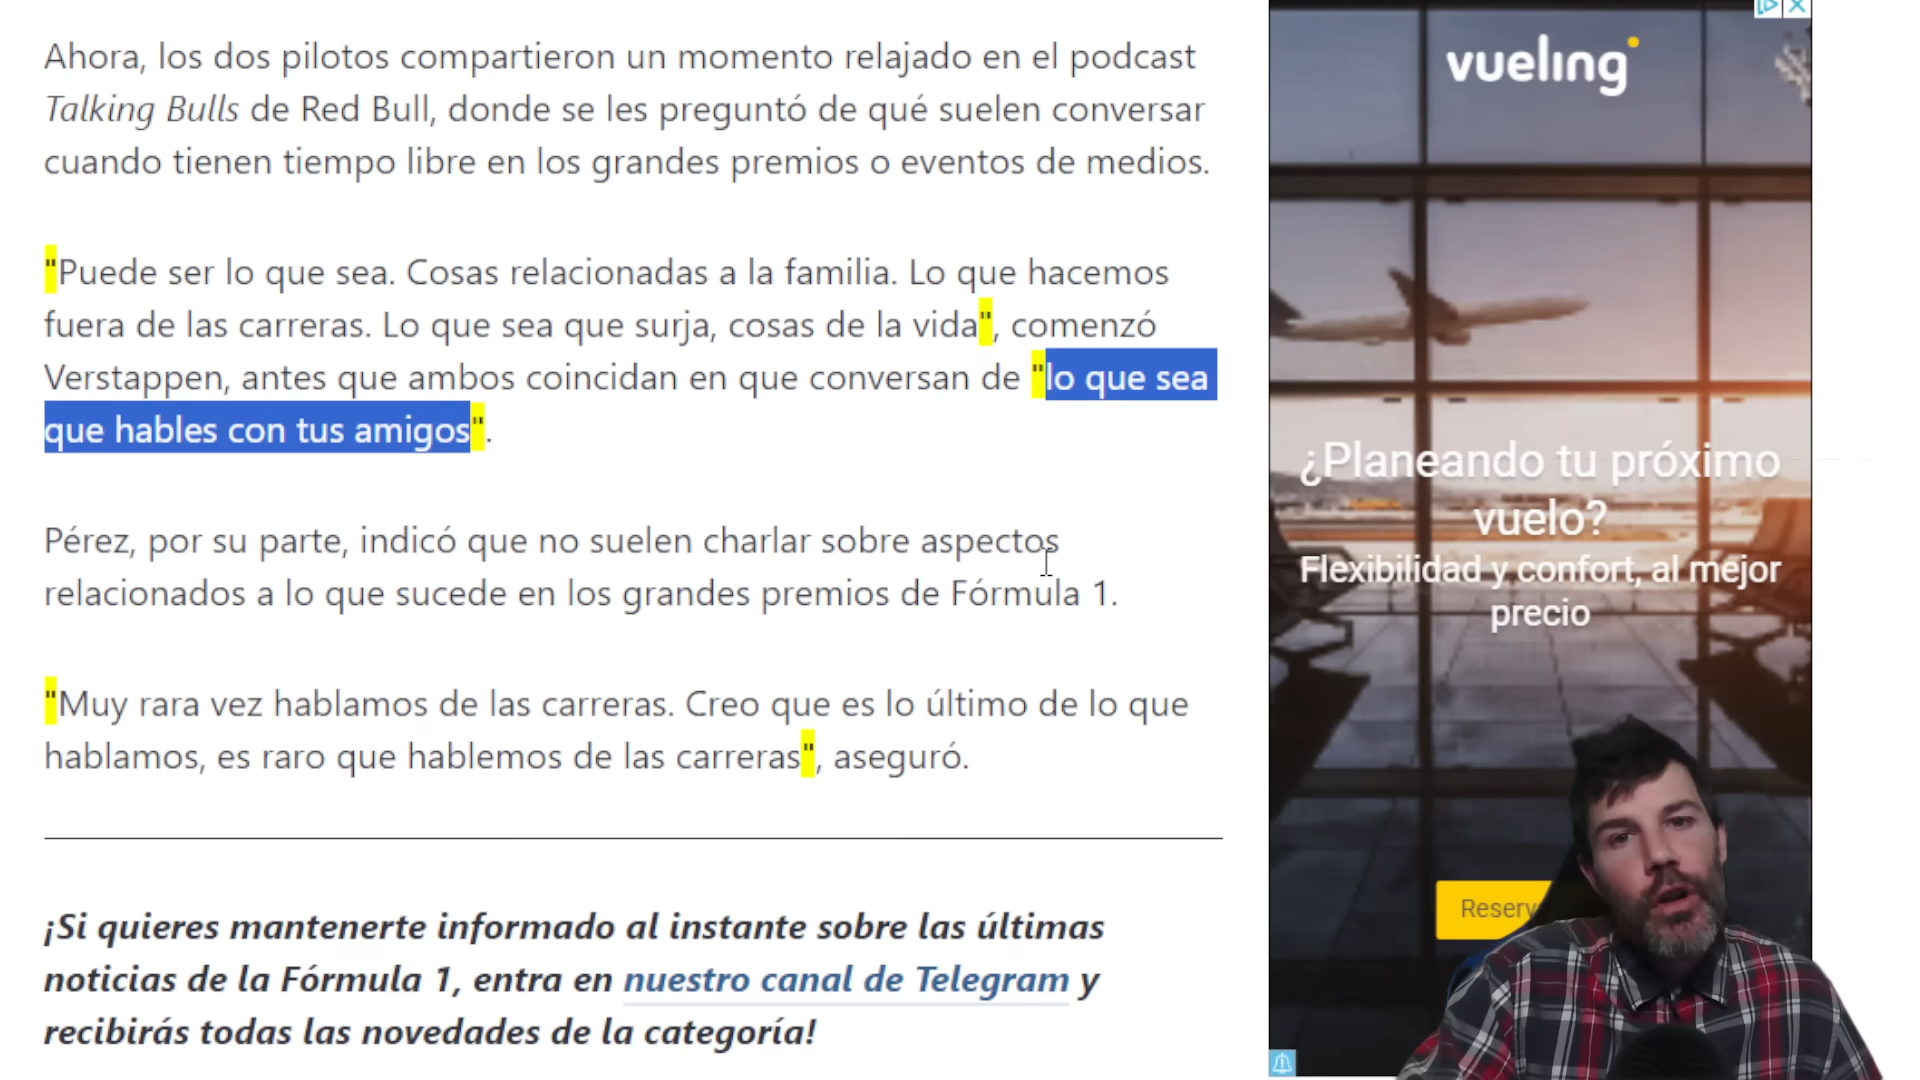 Ahora, los dos pilotos compartieron un momento relajado en el podcast
Talking Bulls de Red Bull, donde se les preguntó de qué suelen conversar
cuando tienen tiempo libre en los grandes premios o eventos de medios.
"Puede ser lo que sea. Cosas relacionadas a la familia. Lo que hacemos
fuera de las carreras. Lo que sea que surja, cosas de la vida", comenzó
Verstappen, antes que ambos coincidan en que conversan de "lo que sea
que hables con tus amigos".
Pérez, por su parte, indicó que no suelen charlar sobre aspectos
relacionados a lo que sucede en los grandes premios de Fórmula 1.
"Muy rara vez hablamos de las carreras. Creo que es lo último de lo que
hablamos, es raro que hablemos de las carreras", aseguró.
¡Si quieres mantenerte informado al instante sobre las últimas
noticias de la Fórmula 1, entra en nuestro canal de Telegram y
recibirás todas las novedades de la categoría!
vueling
¿Planeando tu próximo
vuelo?
Flexibilidad y confort, al mejor
precio
Reserv